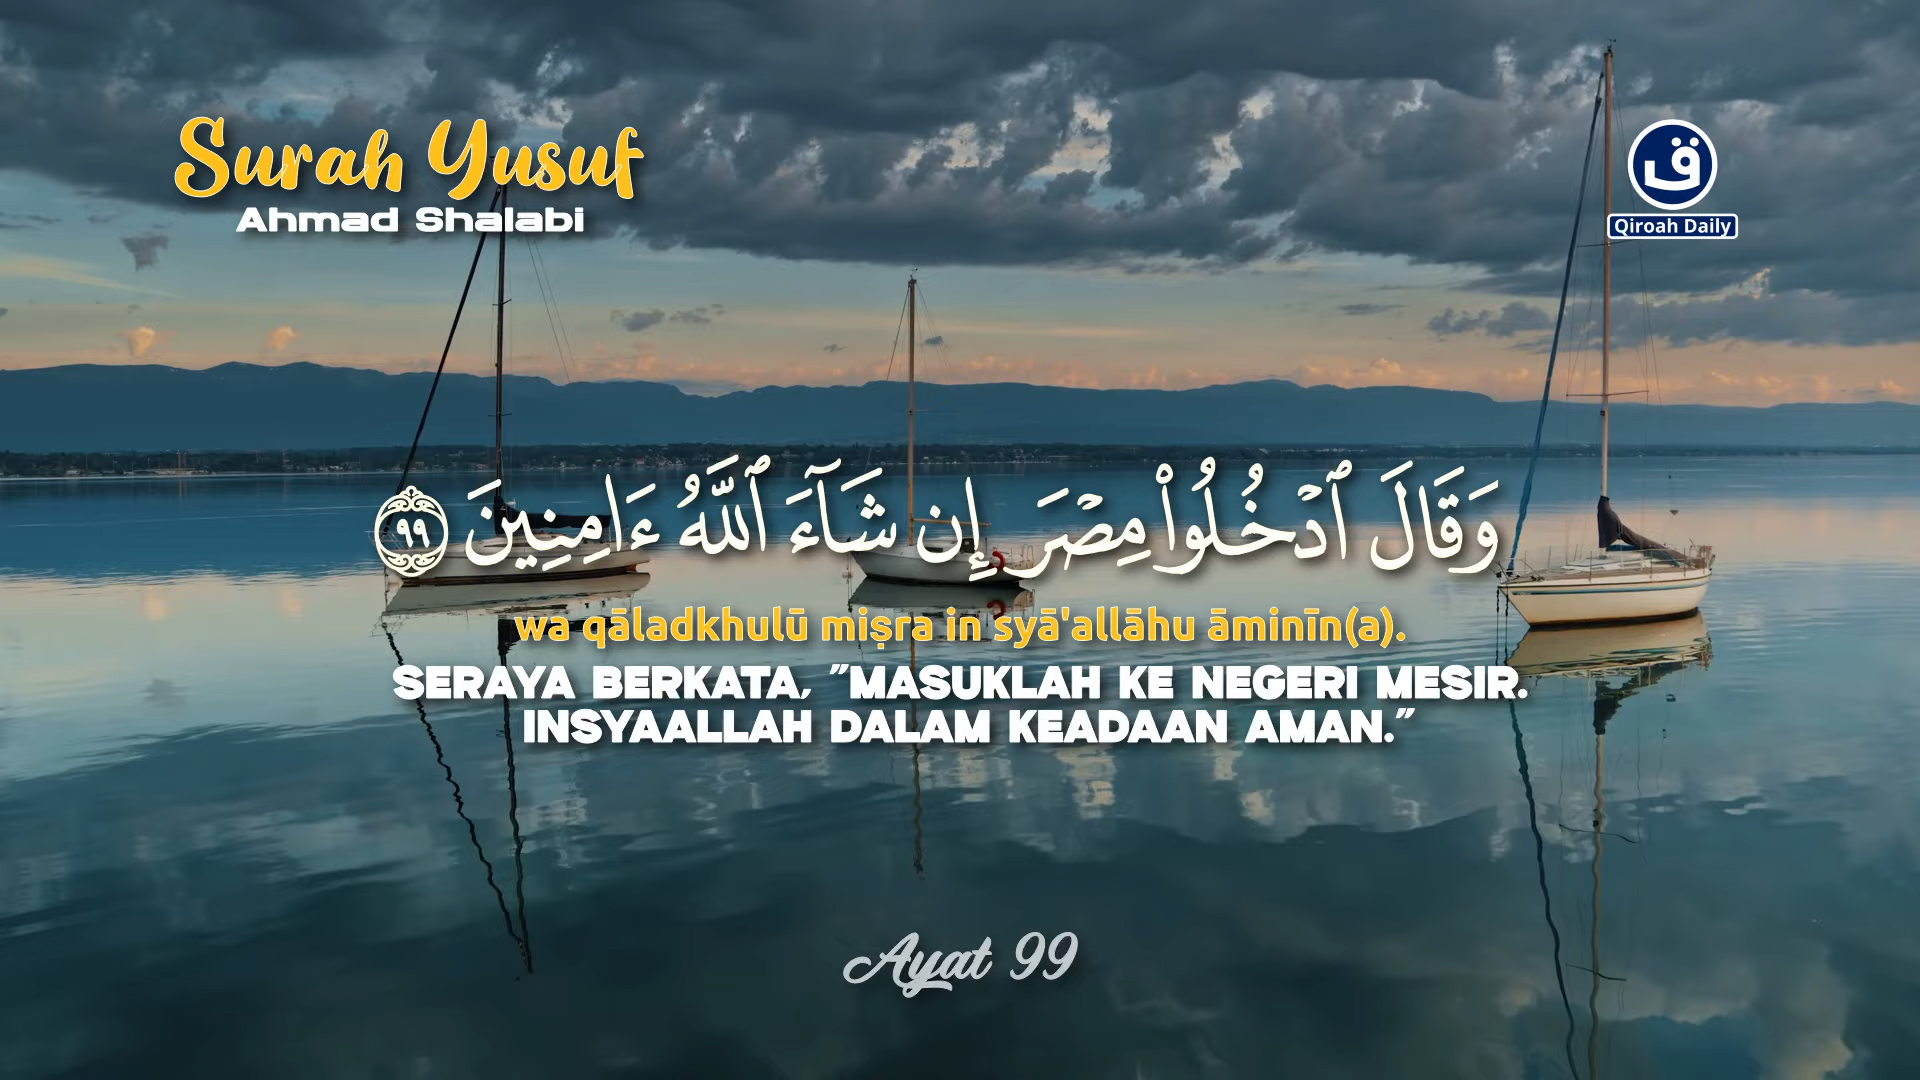 Surah Yusuf
Ahmad Shalabi
ق
Qiroah Daily
وَقَالَ ٱدْخُلُوا۟ مِصْرَ إِن شَآءَ ٱللَّهُ ءَامِنِينَ ٩٩
wa qāladkhulū miṣra in syā'allāhu āminīn(a).
SERAYA BERKATA, "MASUKLAH KE NEGERI MESIR.
INSYAALLAH DALAM KEADAAN AMAN."
Ayat 99